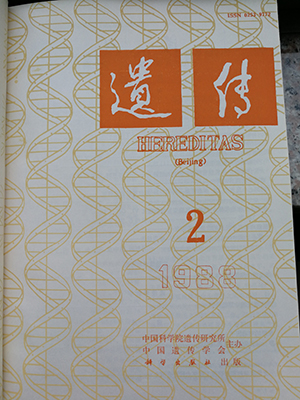 ISSN 0253-9772
遺传
HEREDITAS
(Beijing)
2
1988
中国科学院遗传研究所
中国遗传学会 主办
科学出版社 出版